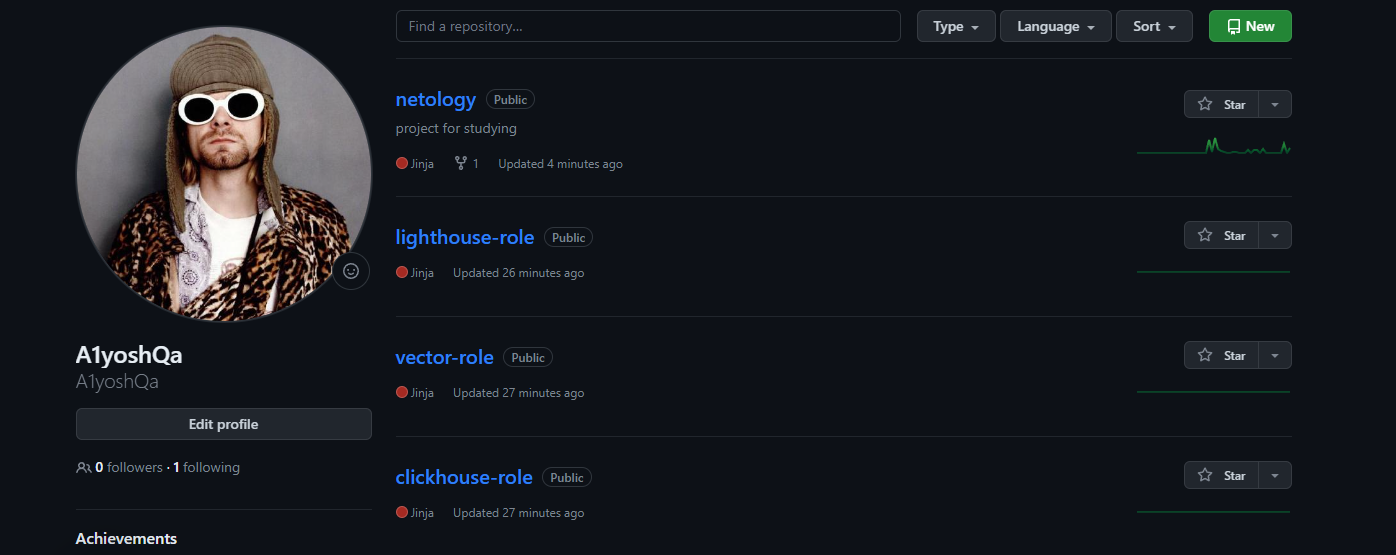 Find a repository...
Type
Language
Sort
New
netology Public
Star
project for studying
Jinja 1 Updated 4 minutes ago
lighthouse-role Public
Star
Jinja Updated 26 minutes ago
vector-role Public
Star
Jinja Updated 27 minutes ago
clickhouse-role Public
Star
Jinja Updated 27 minutes ago
A1yoshQa
A1yoshQa
Edit profile
0 followers · 1 following
Achievements